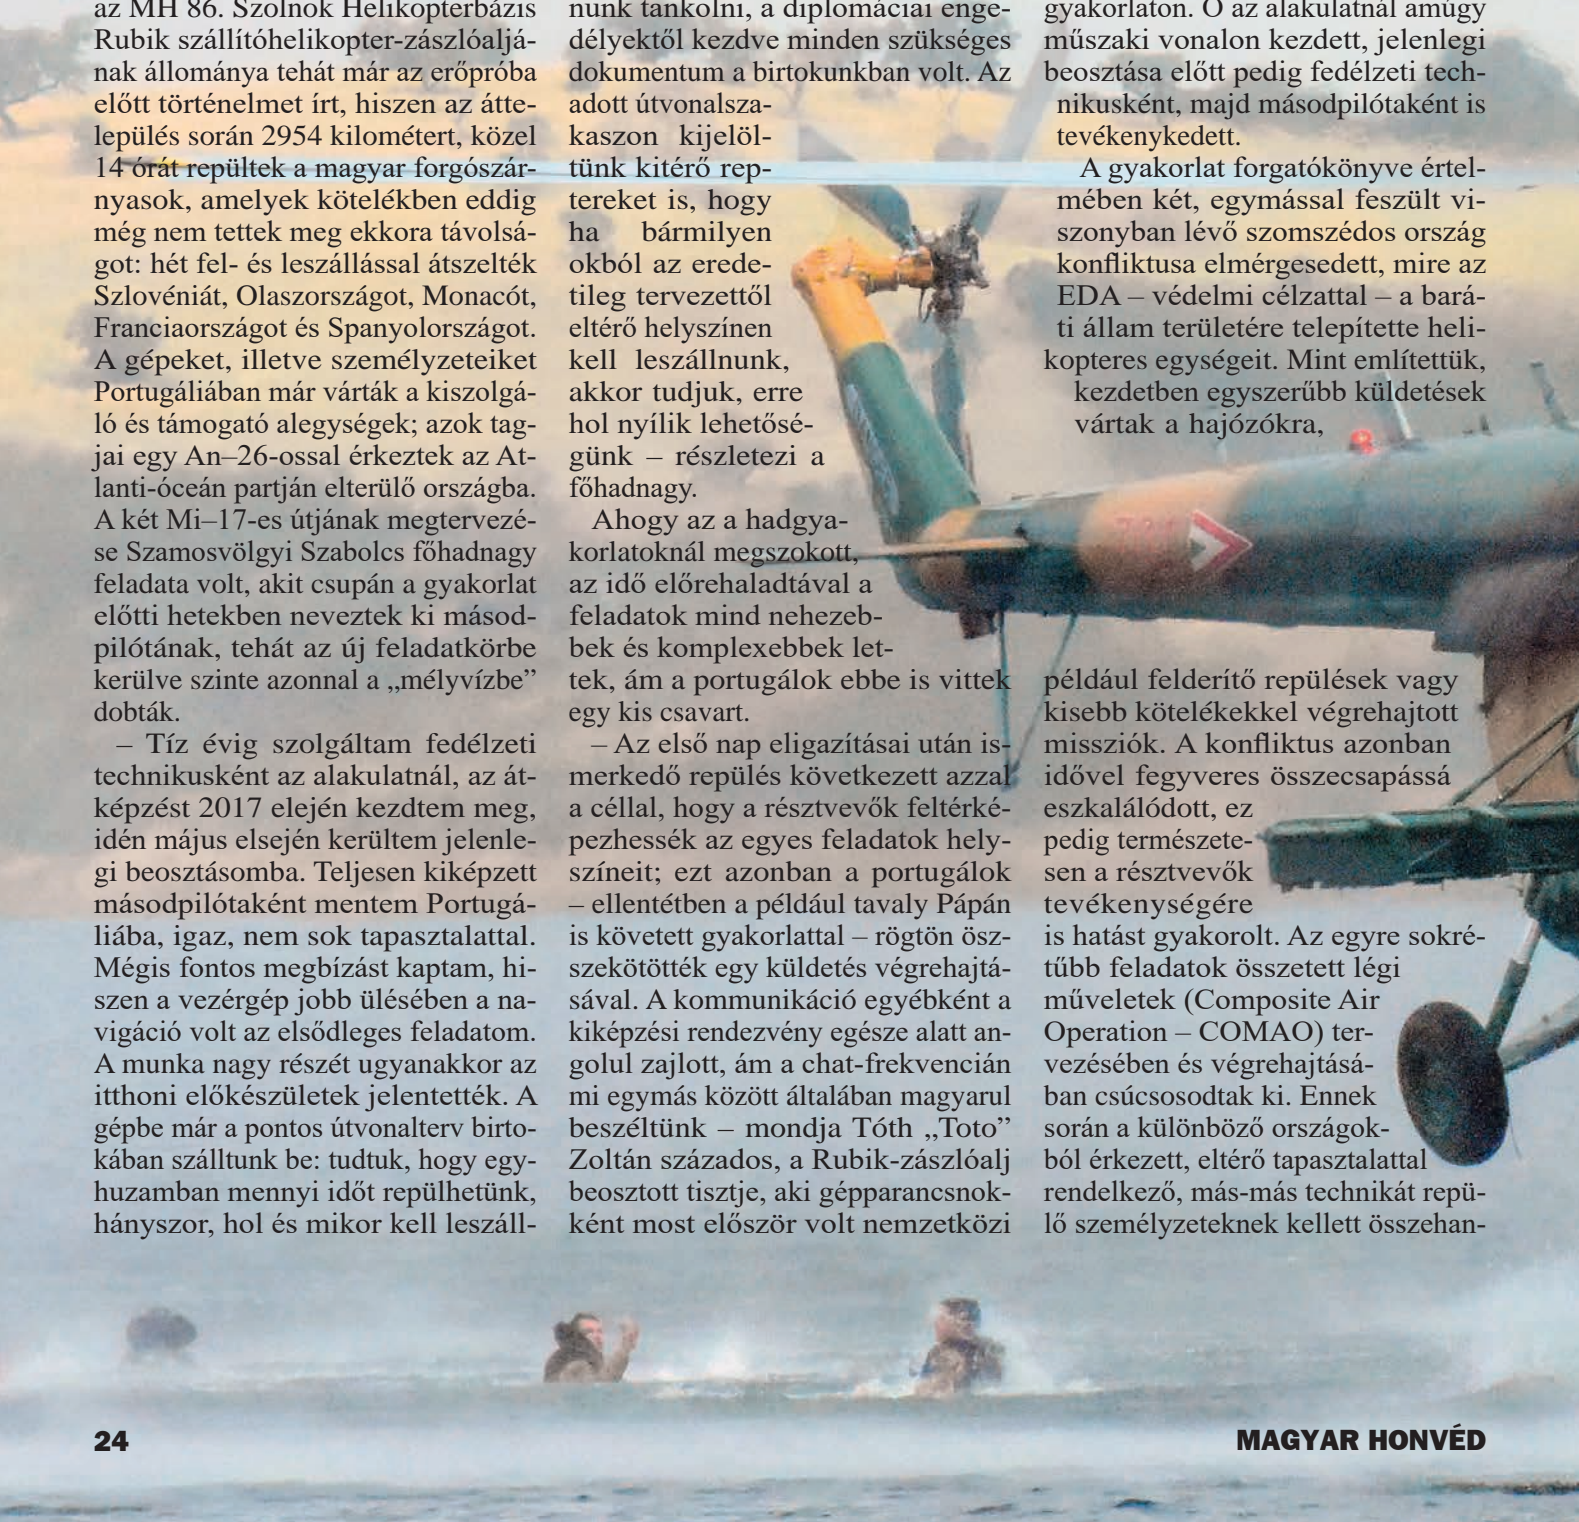 az MH 86. Szolnok Helikopterbázis
Rubik szállítóhelikopter-zászlóaljá-
nak állománya tehát már az erőpróba
előtt történelmet írt, hiszen az átte-
lepülés során 2954 kilométert, közel
14 órát repültek a magyar forgószár-
nyasok, amelyek kötelékben eddig
még nem tettek meg ekkora távolsá-
got: hét fel- és leszállással átszelték
Szlovéniát, Olaszországot, Monacót,
Franciaországot és Spanyolországot.
A gépeket, illetve személyzeteiket
Portugáliában már várták a kiszolgá-
ló és támogató alegységek; azok tag-
jai egy An–26-ossal érkeztek az At-
lanti-óceán partján elterülő országba.
A két Mi–17-es útjának megtervezé-
se Szamosvölgyi Szabolcs főhadnagy
feladata volt, akit csupán a gyakorlat
előtti hetekben neveztek ki másod-
pilótának, tehát az új feladatkörbe
kerülve szinte azonnal a „mélyvízbe”
dobták.
– Tíz évig szolgáltam fedélzeti
technikusként az alakulatnál, az át-
képzést 2017 elején kezdtem meg,
idén május elsején kerültem jelenle-
gi beosztásomba. Teljesen kiképzett
másodpilótaként mentem Portugá-
liába, igaz, nem sok tapasztalattal.
Mégis fontos megbízást kaptam, hi-
szen a vezérgép jobb ülésében a na-
vigáció volt az elsődleges feladatom.
A munka nagy részét ugyanakkor az
itthoni előkészületek jelentették. A
gépbe már a pontos útvonalterv birto-
kában szálltunk be: tudtuk, hogy egy-
huzamban mennyi időt repülhetünk,
hányszor, hol és mikor kell leszáll-
nunk tankolni, a diplomáciai enge-
délyektől kezdve minden szükséges
dokumentum a birtokunkban volt. Az
adott útvonalsza-
kaszon kijelöl-
tünk kitérő rep-
tereket is, hogy
ha bármilyen
okból az erede-
tileg tervezettől
eltérő helyszínen
kell leszállnunk,
akkor tudjuk, erre
hol nyílik lehetősé-
günk – részletezi a
főhadnagy.
Ahogy az a hadgya-
korlatoknál megszokott,
az idő előrehaladtával a
feladatok mind nehezeb-
bek és komplexebbek let-
tek, ám a portugálok ebbe is vittek
egy kis csavart.
– Az első nap eligazításai után is-
merkedő repülés következett azzal
a céllal, hogy a résztvevők feltérké-
pezhessék az egyes feladatok hely-
színeit; ezt azonban a portugálok
– ellentétben a például tavaly Pápán
is követett gyakorlattal – rögtön ösz-
szekötötték egy küldetés végrehajtá-
sával. A kommunikáció egyébként a
kiképzési rendezvény egésze alatt an-
golul zajlott, ám a chat-frekvencián
mi egymás között általában magyarul
beszéltünk – mondja Tóth „Toto”
Zoltán százados, a Rubik-zászlóalj
beosztott tisztje, aki gépparancsnok-
ként most először volt nemzetközi
gyakorlaton. Ő az alakulatnál amúgy
műszaki vonalon kezdett, jelenlegi
beosztása előtt pedig fedélzeti tech-
nikusként, majd másodpilótaként is
tevékenykedett.
A gyakorlat forgatókönyve értel-
mében két, egymással feszült vi-
szonyban lévő szomszédos ország
konfliktusa elmérgesedett, mire az
EDA – védelmi célzattal – a bará-
ti állam területére telepítette heli-
kopteres egységeit. Mint említettük,
kezdetben egyszerűbb küldetések
vártak a hajózókra,
például felderítő repülések vagy
kisebb kötelékekkel végrehajtott
missziók. A konfliktus azonban
idővel fegyveres összecsapássá
eszkalálódott, ez
pedig természete-
sen a résztvevők
tevékenységére
is hatást gyakorolt. Az egyre sokré-
tűbb feladatok összetett légi
műveletek (Composite Air
Operation – COMAO) ter-
vezésében és végrehajtásá-
ban csúcsosodtak ki. Ennek
során a különböző országok-
ból érkezett, eltérő tapasztalattal
rendelkező, más-más technikát repü-
lő személyzeteknek kellett összehan-
24
MAGYAR HONVÉD